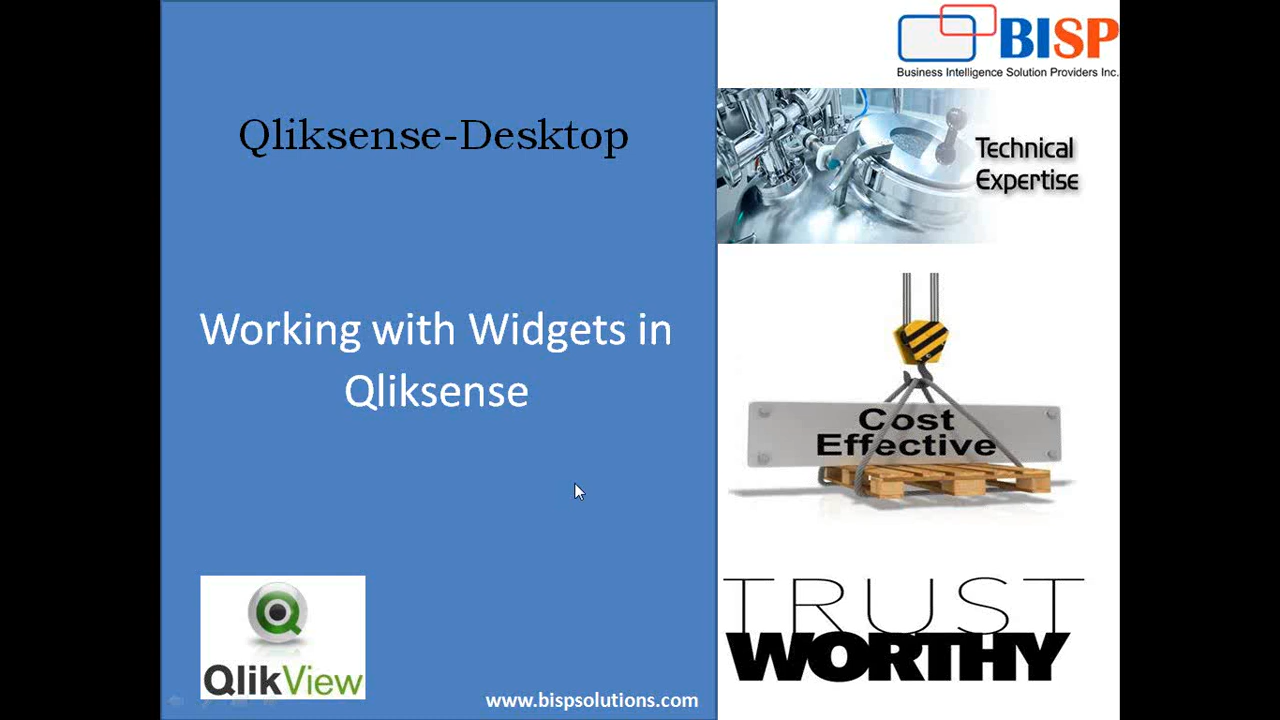 Qliksense-Desktop
Working with Widgets in
Qliksense
QlikView
www.bispsolutions.com
BISP
Business Intelligence Solution Providers Inc.
Technical
Expertise
Cost
Effective
TRUST
WORTHY